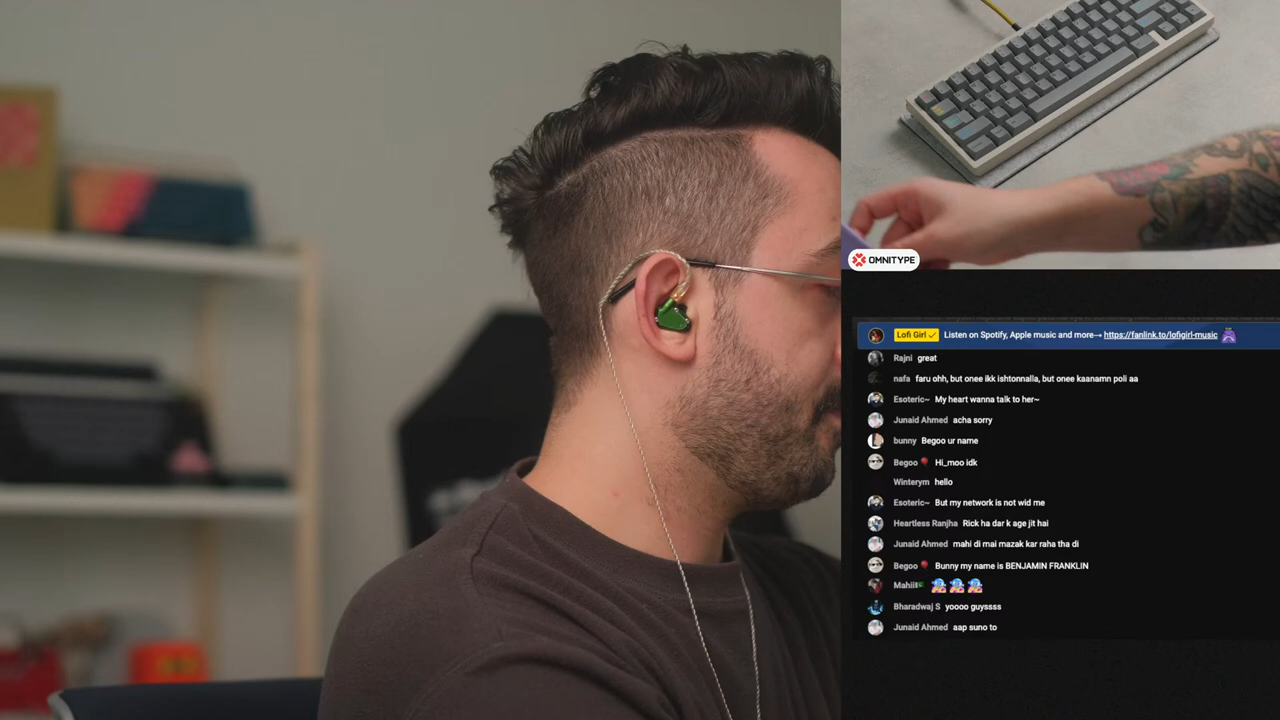 OMNITYPE
Lofi Girl Listen on Spotify, Apple music and more→ https://fanlink.to/lofigirl-music
Rajni great
nafa faru ohh, but onee ikk ishtonnalla, but onee kaanamn poli aa
Esoteric~ My heart wanna talk to her~
Junaid Ahmed acha sorry
bunny Begoo ur name
Begoo Hi_moo idk
Winterym hello
Esoteric~ But my network is not wid me
Heartless Ranjha Rick ha dar k age jit hai
Junaid Ahmed mahi di mai mazak kar raha tha di
Begoo Bunny my name is BENJAMIN FRANKLIN
Mahii
Bharadwaj S yoooo guyssss
Junaid Ahmed aap suno to